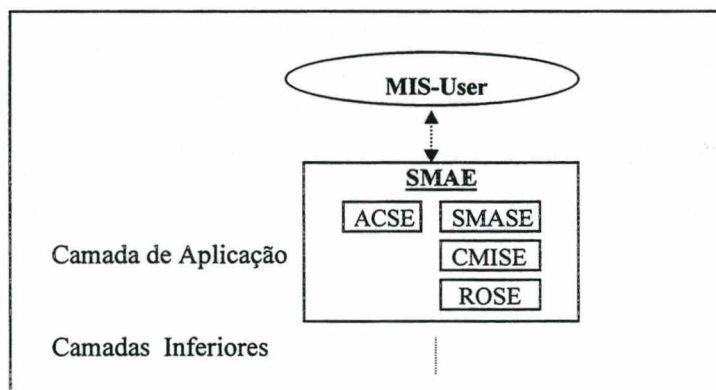 MIS-User
SMAE
ACSE SMASE
Camada de Aplicação
CMISE
ROSE
Camadas Inferiores